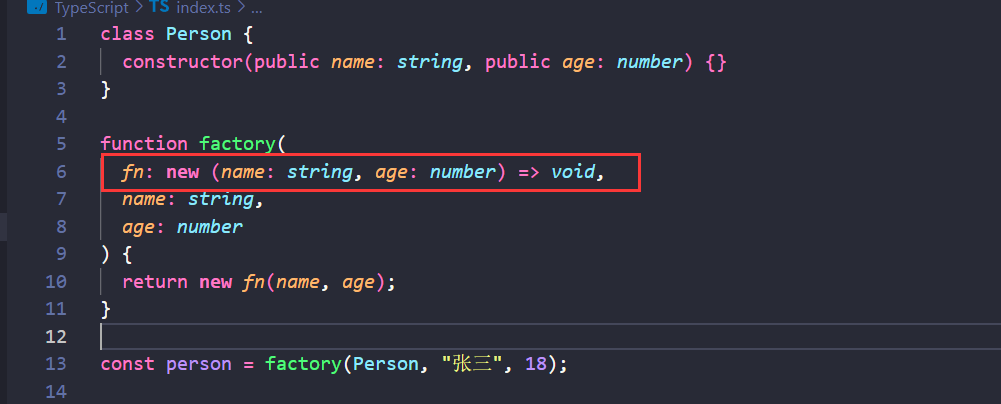 TypeScript > TS index.ts > ...
1 class Person {
2 constructor(public name: string, public age: number) {}
3 }
4
5 function factory(
6 fn: new (name: string, age: number) => void,
7 name: string,
8 age: number
9 ) {
10 return new fn(name, age);
11 }
12
13 const person = factory(Person, "张三", 18);
14